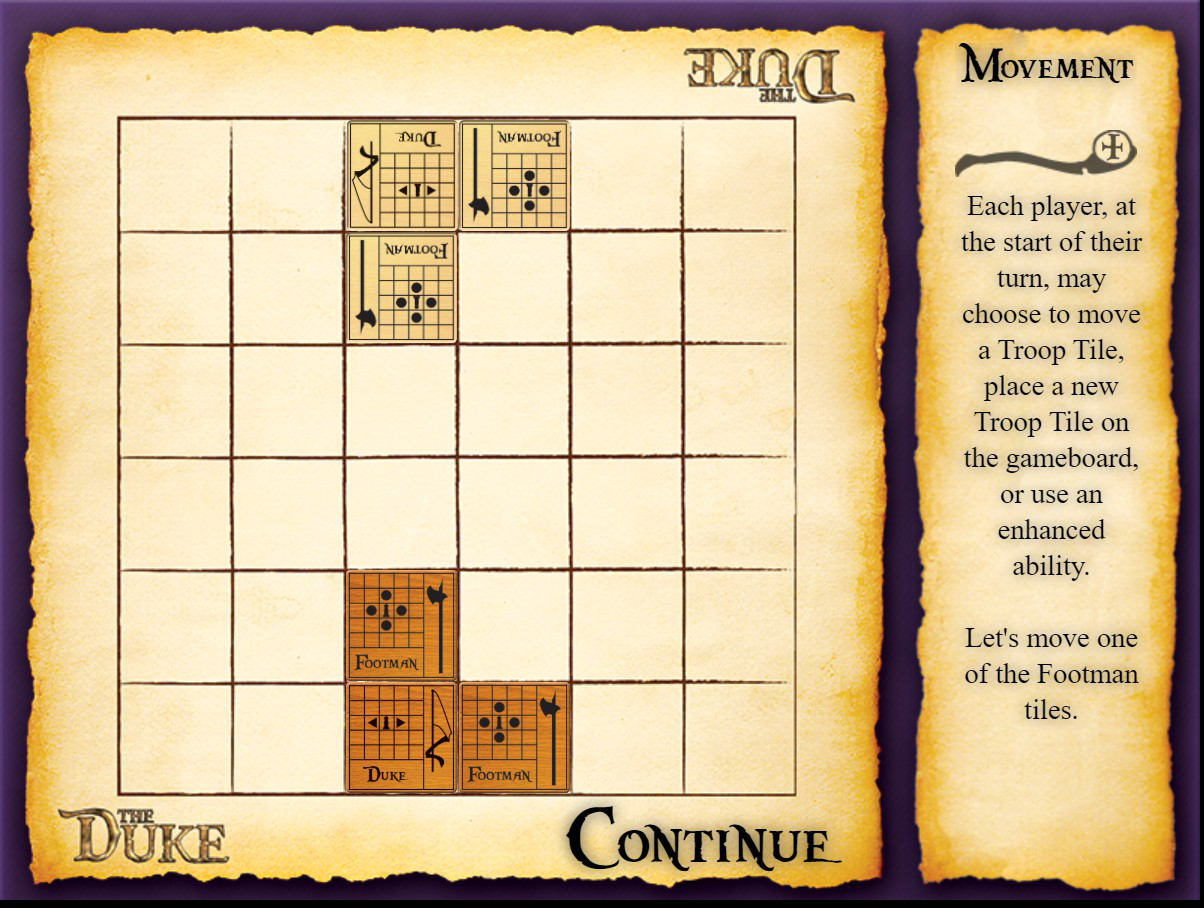 THE
DUKE
MOVEMENT
DUKE
FOOTMAN
FOOTMAN
Each player, at
the start of their
turn, may
choose to move
a Troop Tile,
place a new
Troop Tile on
the gameboard,
or use an
enhanced
ability.
Let's move one
of the Footman
tiles.
FOOTMAN
DUKE
FOOTMAN
THE
DUKE
CONTINUE